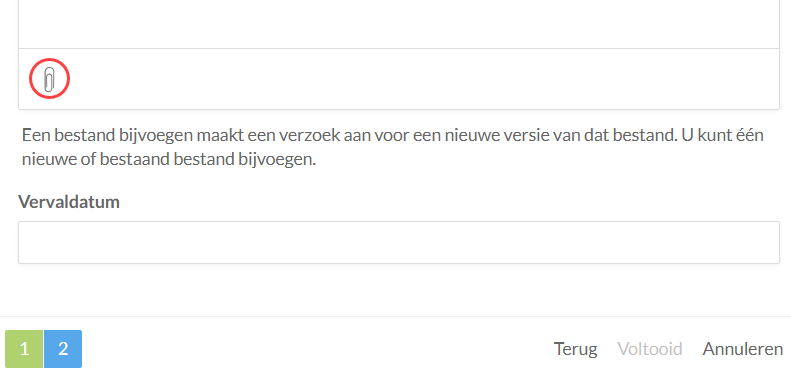 Een bestand bijvoegen maakt een verzoek aan voor een nieuwe versie van dat bestand. U kunt één
nieuwe of bestaand bestand bijvoegen.
Vervaldatum
1 2 Terug Voltooid Annuleren